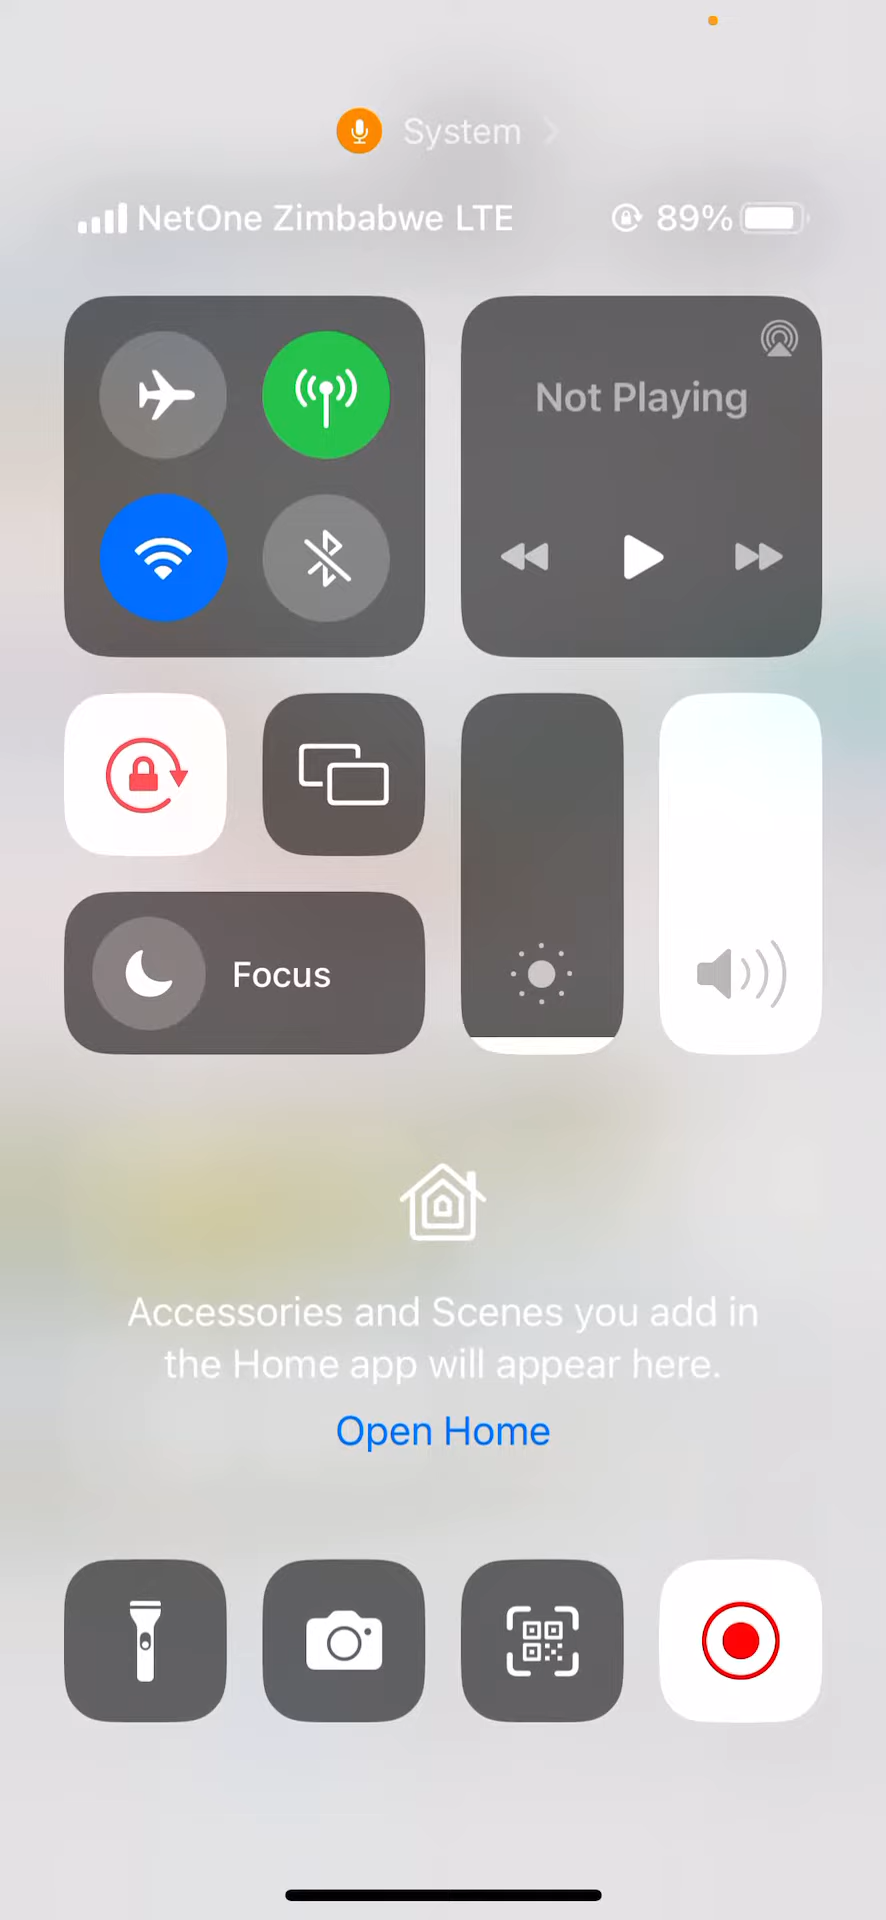 System
NetOne Zimbabwe LTE 89%
Not Playing
Focus
Accessories and Scenes you add in
the Home app will appear here.
Open Home